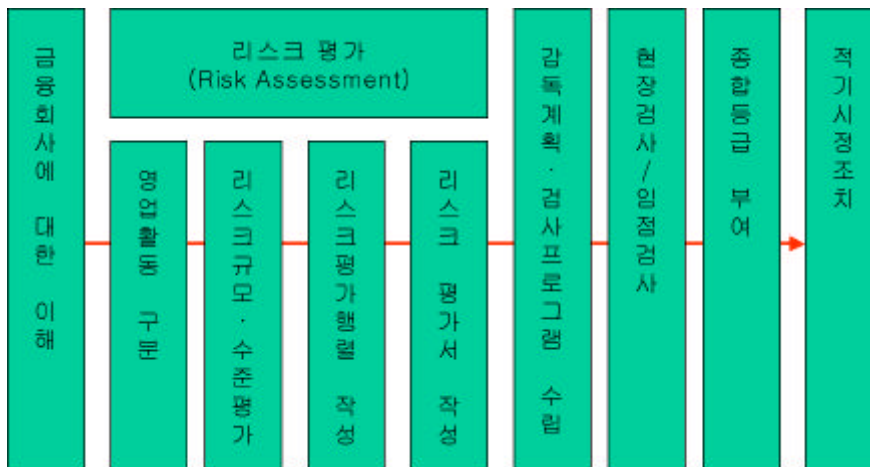 금융회사에 대한 이해
리스크 평가
(Risk Assessment)
영업활동 구문
리스크규모·수준평가
리스크평가행렬 작성
리스크 평가서 작성
감독계획·검사프로그램 수립
현장검사/임점검사
종합등급 부여
적기시정조치